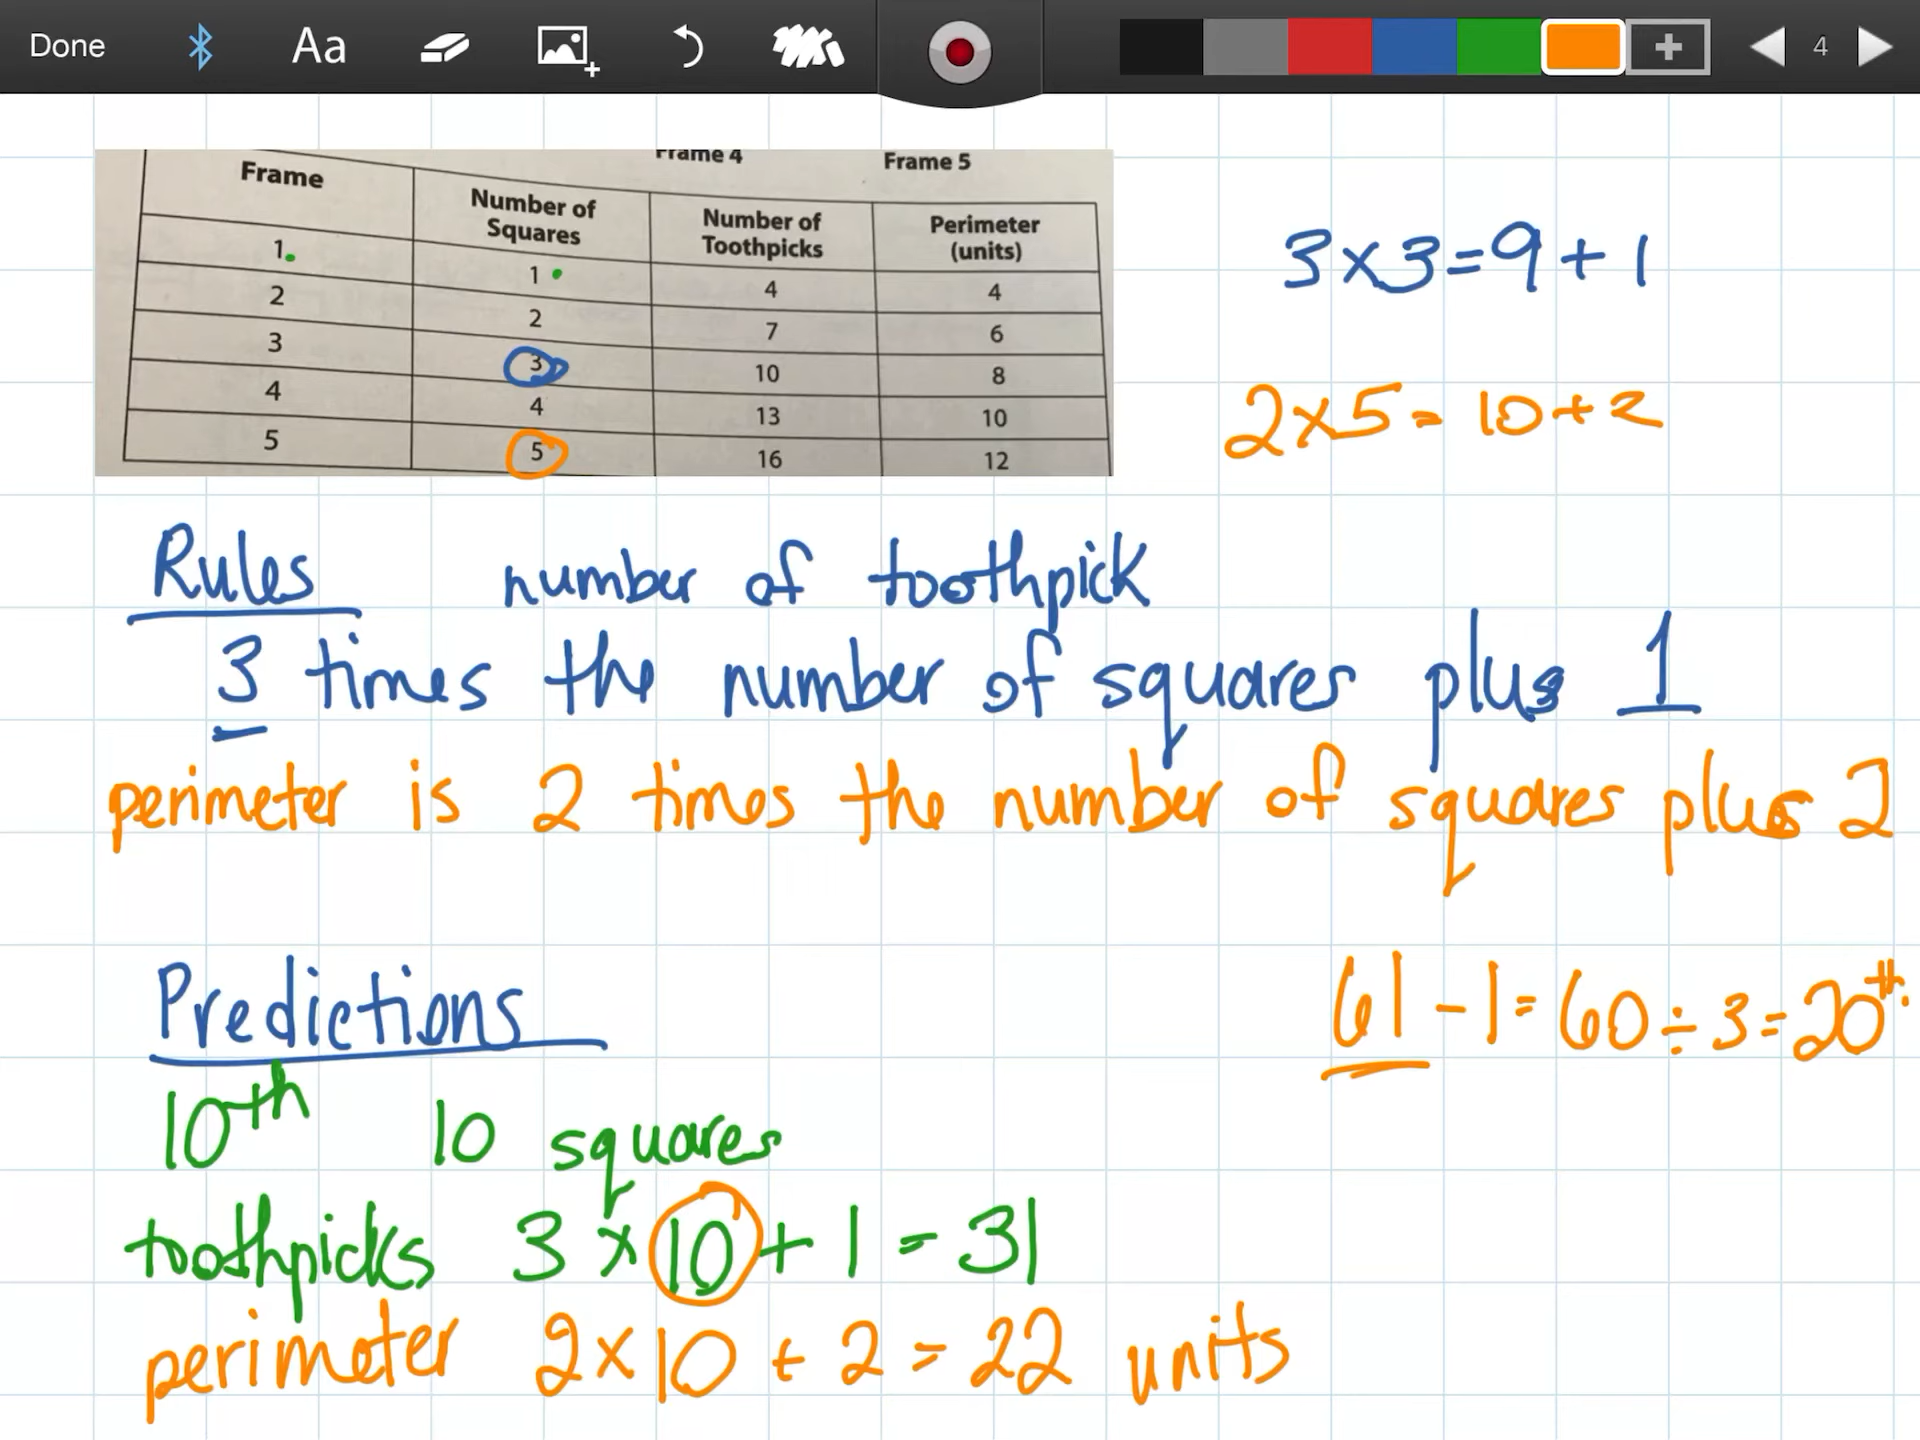 Done Aa 4
Frame 4 Frame 5
Frame Number of Squares Number of Toothpicks Perimeter (units)
1. 1 4 4
2 2 7 6
3 3 10 8
4 4 13 10
5 5 16 12
3 x 3 = 9 + 1
2 x 5 = 10 + 2
Rules number of toothpick
3 times the number of squares plus 1
perimeter is 2 times the number of squares plus 2
Predictions
61 - 1 = 60 ÷ 3 = 20th
10th 10 squares
toothpicks 3 x 10 + 1 = 31
perimeter 2 x 10 + 2 = 22 units